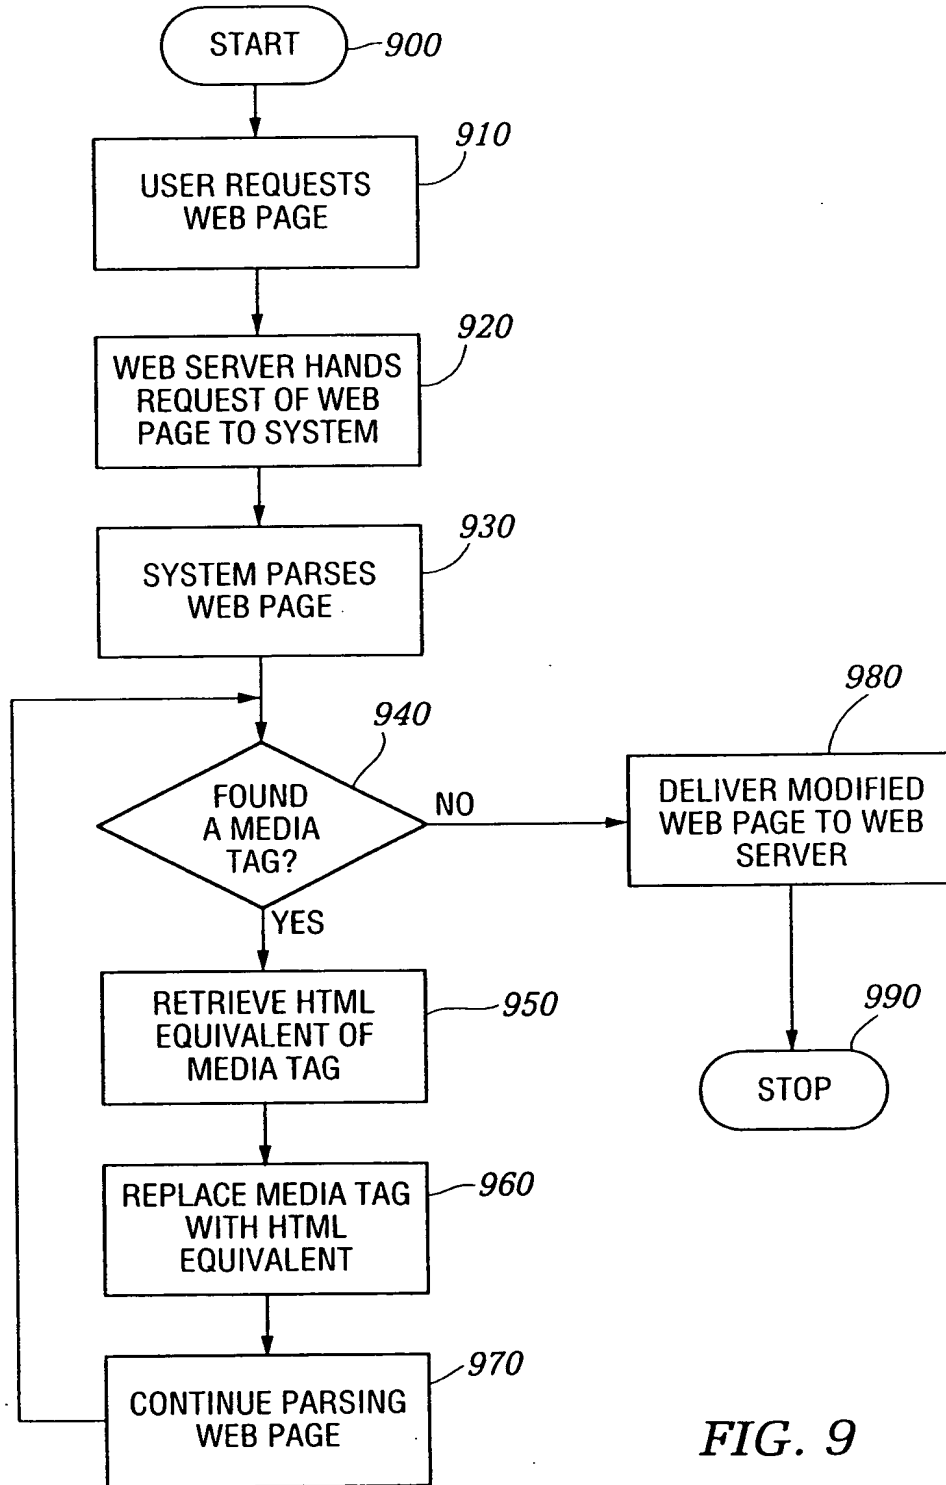 START
900
910
USER REQUESTS
WEB PAGE
920
WEB SERVER HANDS
REQUEST OF WEB
PAGE TO SYSTEM
930
SYSTEM PARSES
WEB PAGE
940
FOUND
A MEDIA
TAG?
NO
YES
980
DELIVER MODIFIED
WEB PAGE TO WEB
SERVER
990
STOP
950
RETRIEVE HTML
EQUIVALENT OF
MEDIA TAG
960
REPLACE MEDIA TAG
WITH HTML
EQUIVALENT
970
CONTINUE PARSING
WEB PAGE
FIG. 9